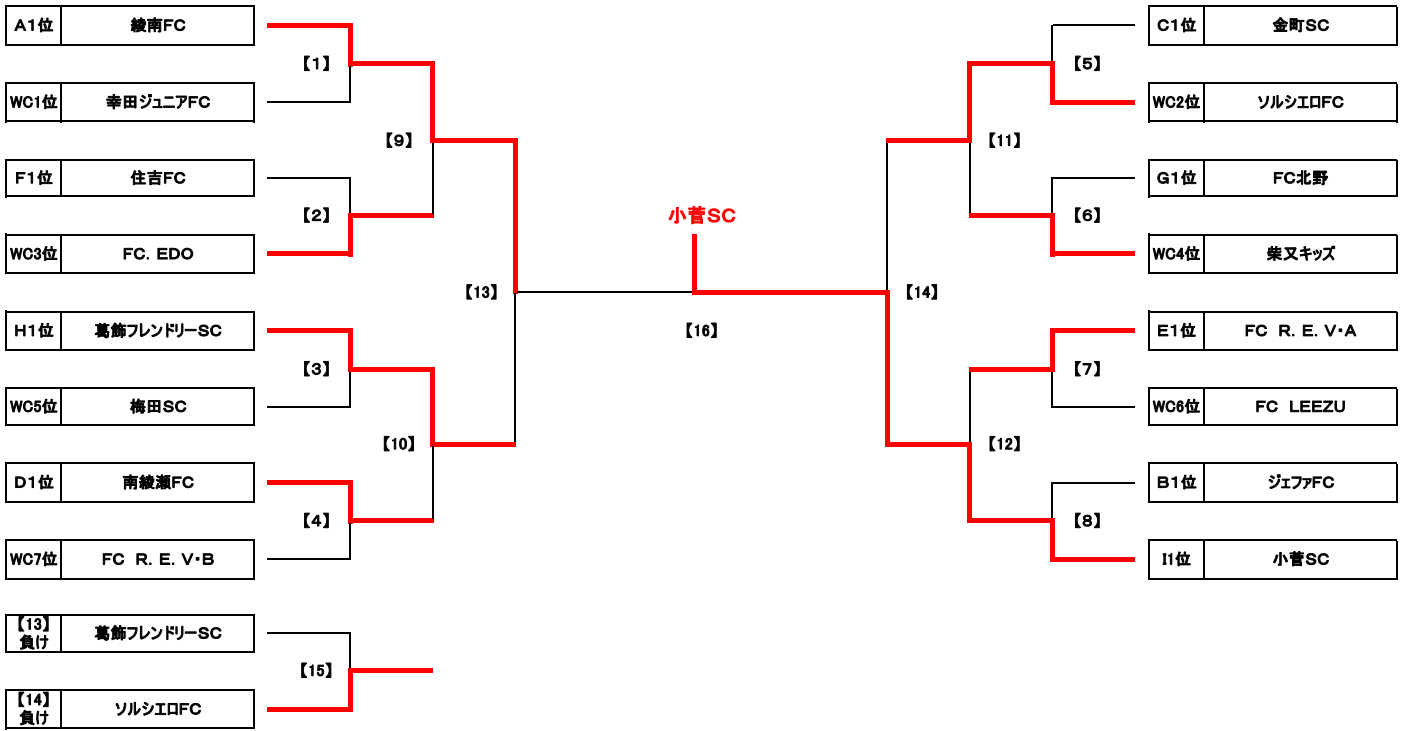 A1位 綾南FC
【1】
WC1位 幸田ジュニアFC
【9】
F1位 住吉FC
【2】
WC3位 FC．EDO
【13】
H1位 葛飾フレンドリーSC
【3】
WC5位 梅田SC
【10】
D1位 南綾瀬FC
【4】
WC7位 FC R．E．V・B
【13】負け 葛飾フレンドリーSC
【15】
【14】負け ソルシエロFC
小菅SC
【16】
C1位 金町SC
【5】
WC2位 ソルシエロFC
【11】
G1位 FC北野
【6】
WC4位 柴又キッズ
【14】
E1位 FC R．E．V・A
【7】
WC6位 FC LEEZU
【12】
B1位 ジェファFC
【8】
I1位 小菅SC